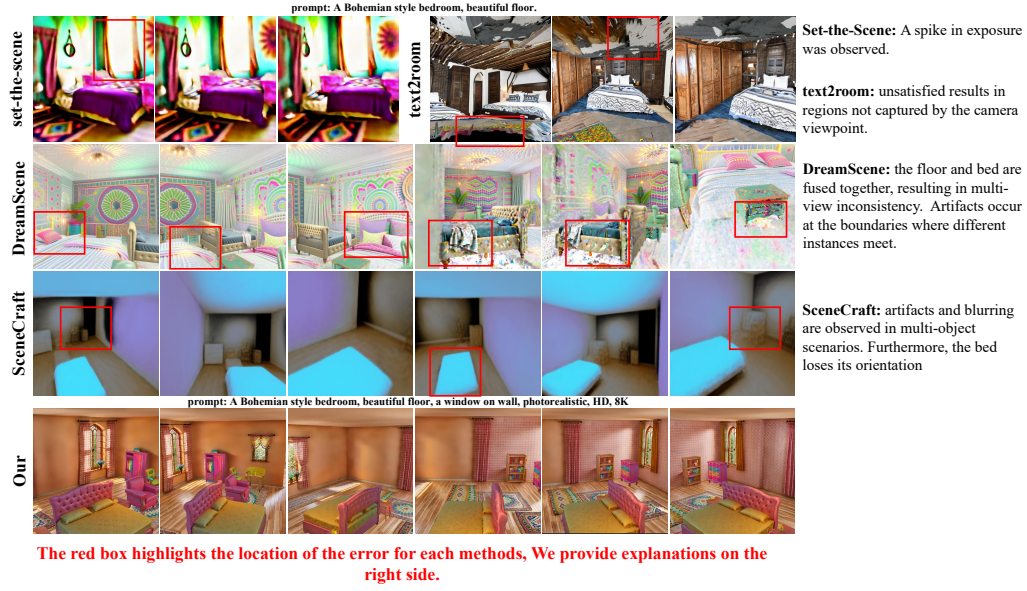 prompt: A Bohemian style bedroom, beautiful floor.
set-the-scene
text2room
Set-the-Scene: A spike in exposure
was observed.
text2room: unsatisfied results in
regions not captured by the camera
viewpoint.
DreamScene
DreamScene: the floor and bed are
fused together, resulting in multi-
view inconsistency. Artifacts occur
at the boundaries where different
instances meet.
SceneCraft
SceneCraft: artifacts and blurring
are observed in multi-object
scenarios. Furthermore, the bed
loses its orientation
prompt: A Bohemian style bedroom, beautiful floor, a window on wall, photorealistic, HD, 8K
Our
The red box highlights the location of the error for each methods, We provide explanations on the
right side.